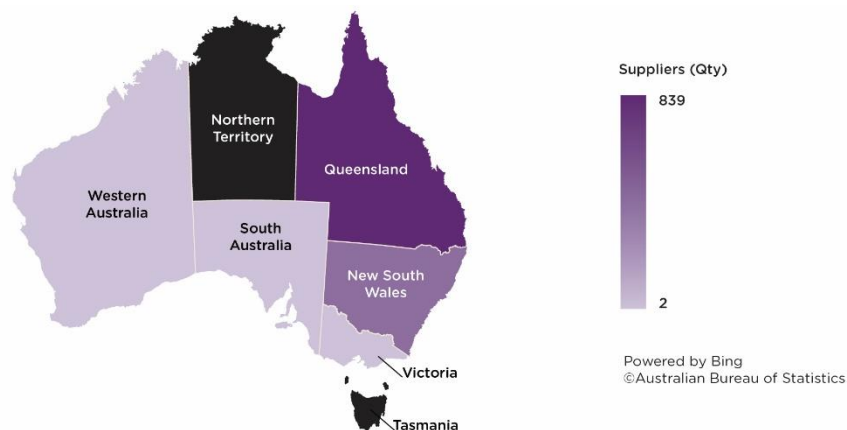 Suppliers (Qty)
839
2
Northern
Territory
Queensland
Western
Australia
South
Australia
New South
Wales
Victoria
Tasmania
Powered by Bing
©Australian Bureau of Statistics